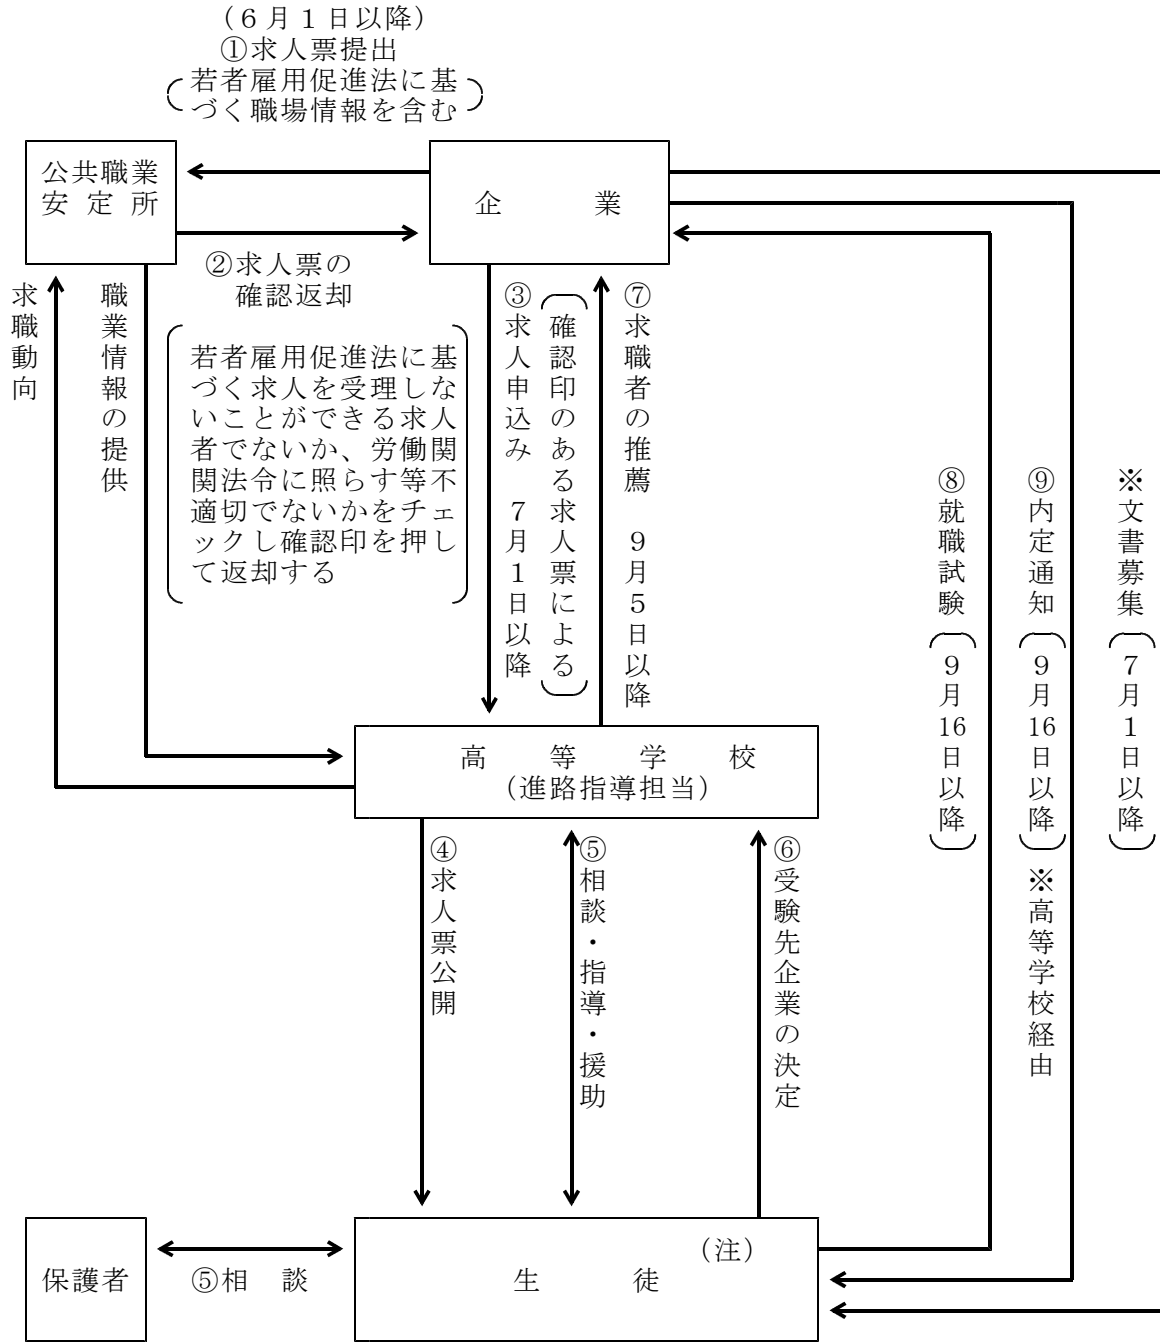 (６月１日以降)
①求人票提出
若者雇用促進法に基
づく職場情報を含む
公共職業
安定所
企業
②求人票の
確認返却
若者雇用促進法に基
づく求人を受理しな
いことができる求人
者でないか、労働関
関法令に照らす等不
適切でないかをチェ
ックし確認印を押し
て返却する
求職動向
職業情報の提供
③求人申込み　７月１日以降
(確認印のある求人票による)
⑦求職者の推薦　９月５日以降
⑧就職試験(９月16日以降)
⑨内定通知(９月16日以降)※高等学校経由
※文書募集(７月１日以降)
高等学校
(進路指導担当)
④求人票公開
⑤相談・指導・援助
⑥受験先企業の決定
保護者
⑤相　談
(注)
生徒